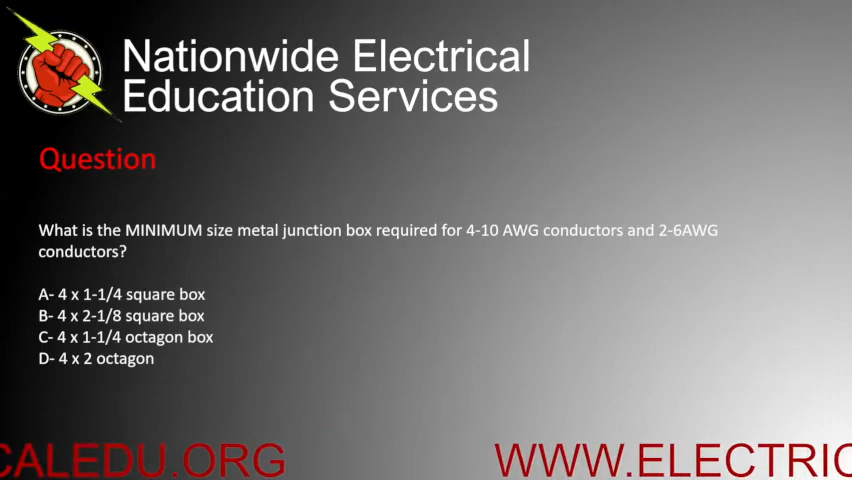 Nationwide Electrical
Education Services
Question
What is the MINIMUM size metal junction box required for 4-10 AWG conductors and 2-6AWG
conductors?
A- 4 x 1-1/4 square box
B- 4 x 2-1/8 square box
C- 4 x 1-1/4 octagon box
D- 4 x 2 octagon
CALEDU.ORG WWW.ELECTRIC